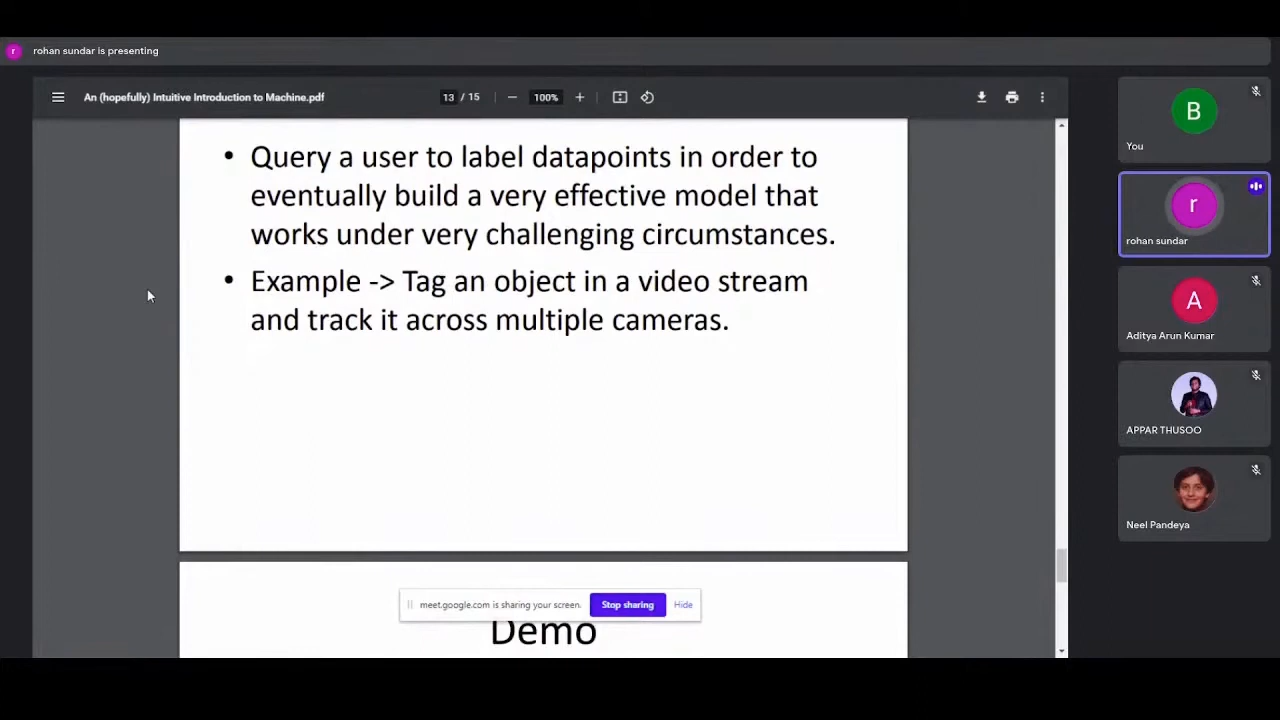 r
rohan sundar is presenting
An (hopefully) Intuitive Introduction to Machine.pdf
13 / 15
100%
• Query a user to label datapoints in order to
eventually build a very effective model that
works under very challenging circumstances.
• Example -> Tag an object in a video stream
and track it across multiple cameras.
meet.google.com is sharing your screen.
Stop sharing
Hide
Demo
B
You
r
rohan sundar
A
Aditya Arun Kumar
APPAR THUSOO
Neel Pandeya